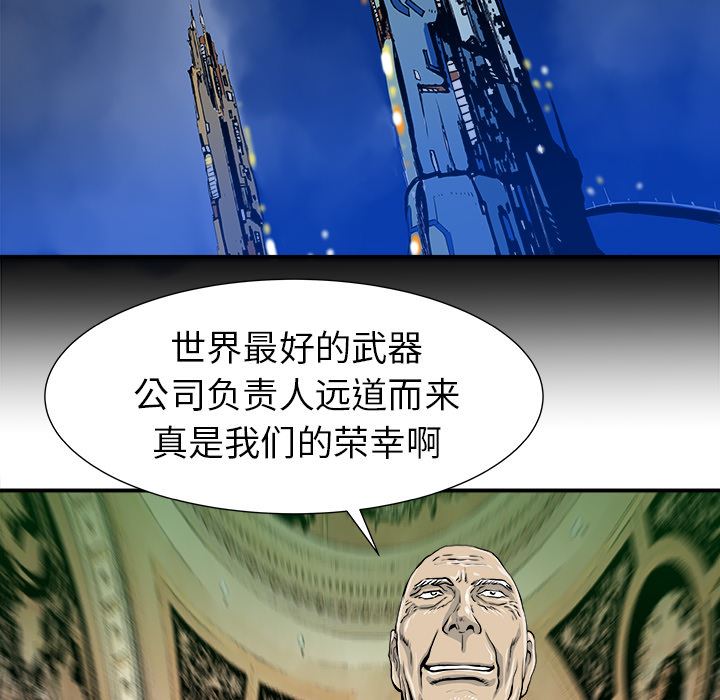 世界最好的武器
公司负责人远道而来
真是我们的荣幸啊